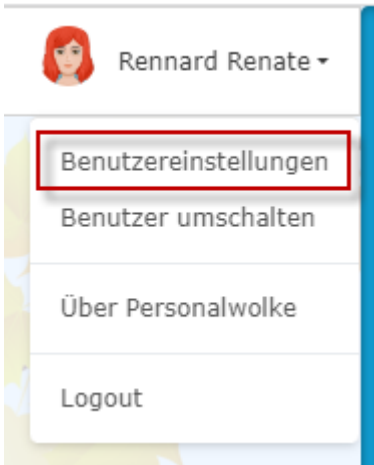 Rennard Renate
Benutzereinstellungen
Benutzer umschalten
Über Personalwolke
Logout